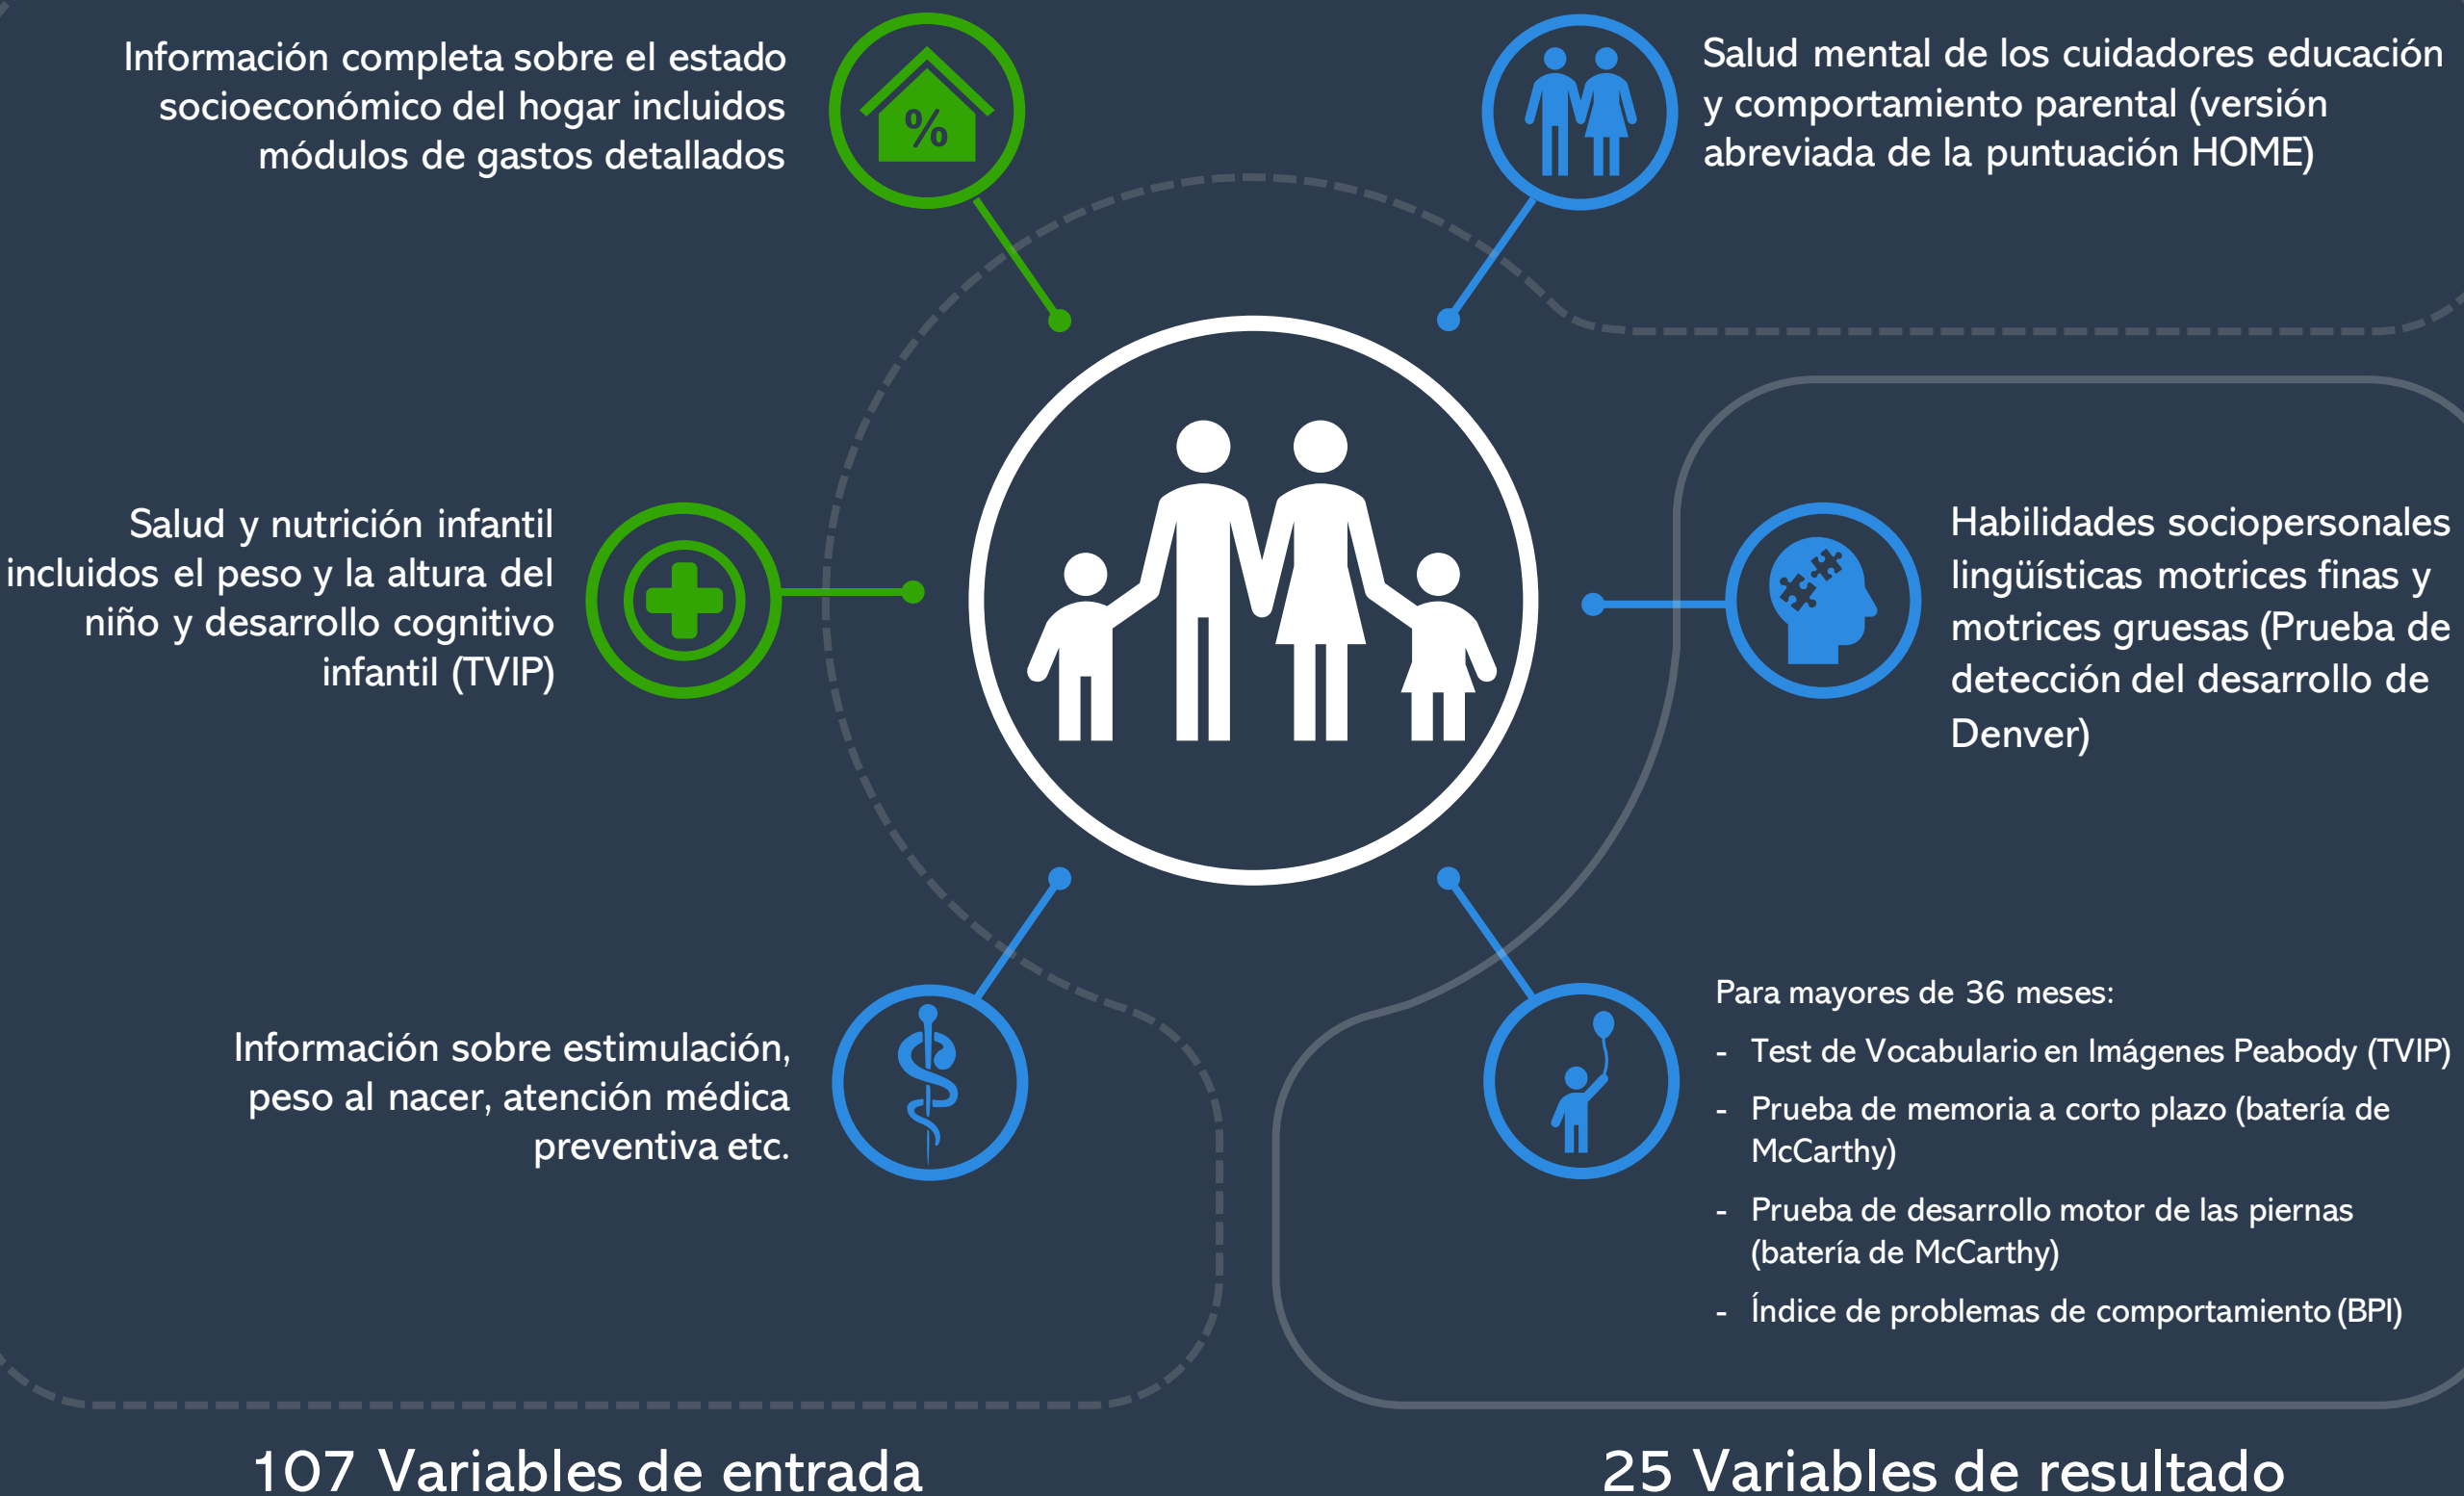 Información completa sobre el estado
socioeconómico del hogar incluidos
módulos de gastos detallados
%
Salud mental de los cuidadores educación
y comportamiento parental (versión
abreviada de la puntuación HOME)
Salud y nutrición infantil
incluidos el peso y la altura del
niño y desarrollo cognitivo
infantil (TVIP)
Habilidades sociopersonales
lingüísticas motrices finas y
motrices gruesas (Prueba de
detección del desarrollo de
Denver)
Información sobre estimulación,
peso al nacer, atención médica
preventiva etc.
Para mayores de 36 meses:
- Test de Vocabulario en Imágenes Peabody (TVIP)
- Prueba de memoria a corto plazo (batería de
McCarthy)
- Prueba de desarrollo motor de las piernas
(batería de McCarthy)
- Índice de problemas de comportamiento (BPI)
107 Variables de entrada
25 Variables de resultado